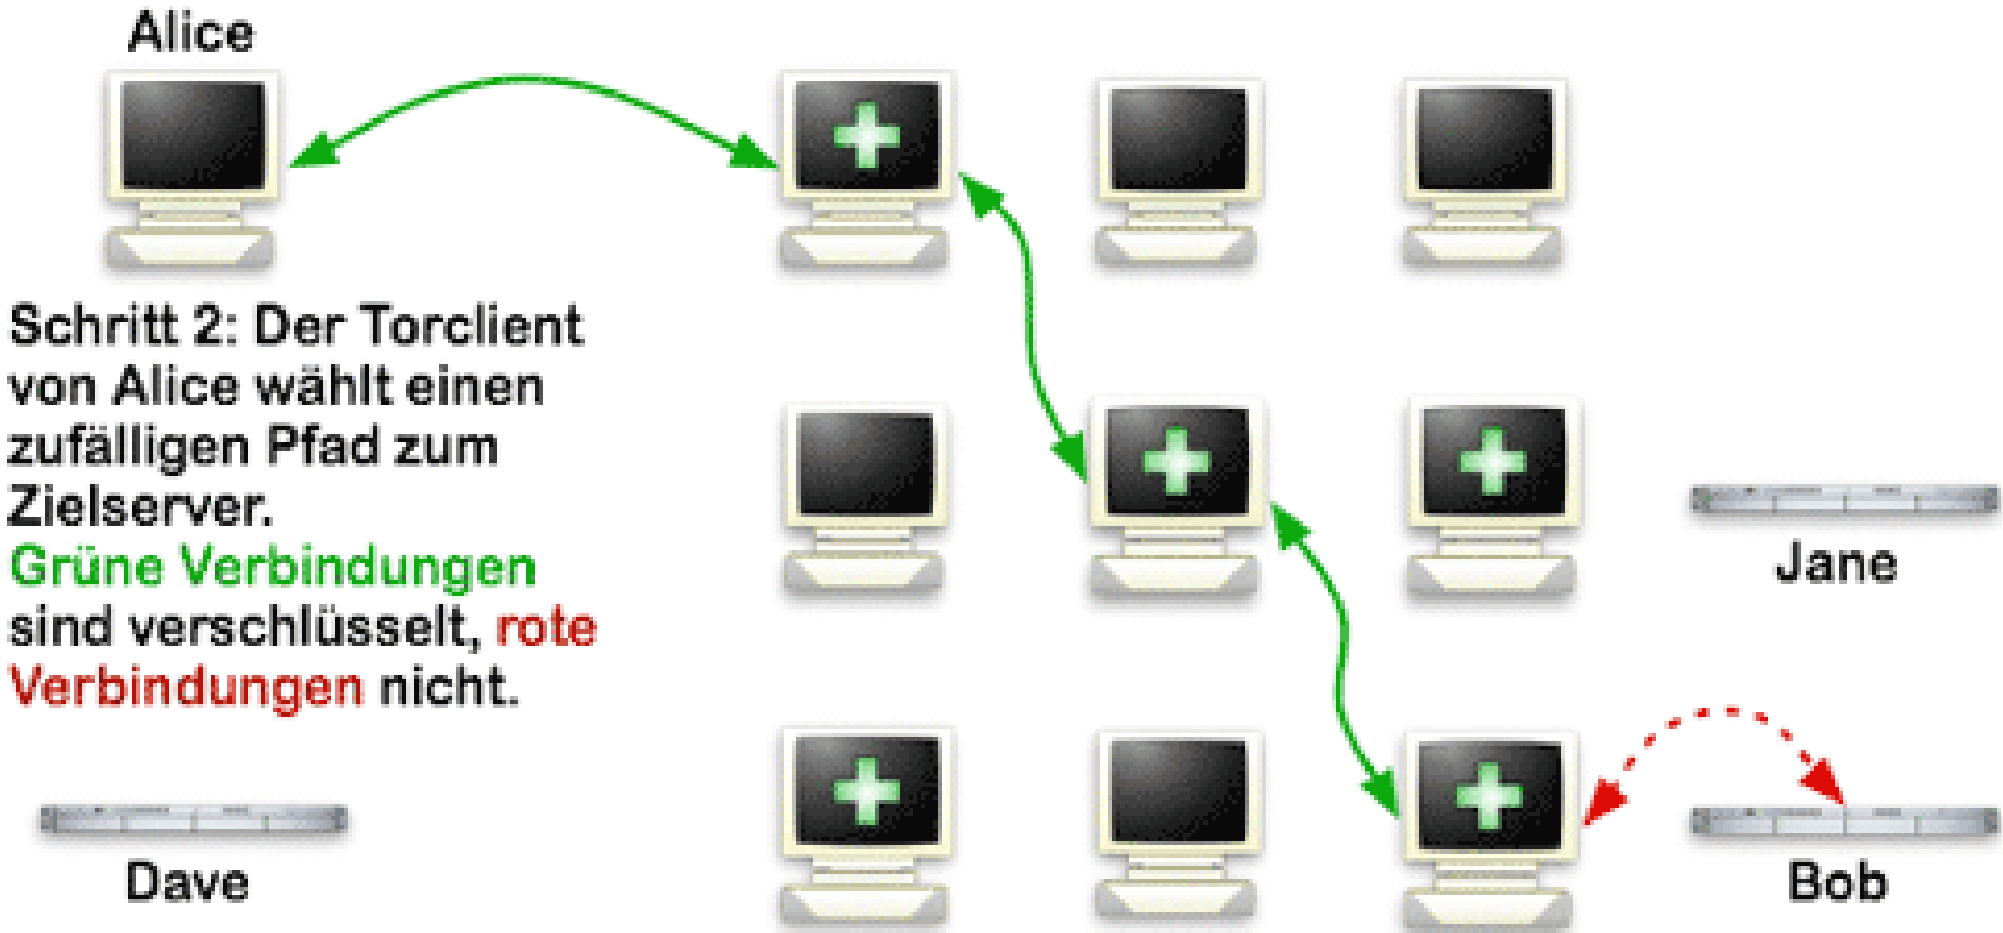 Alice
Schritt 2: Der Torclient
von Alice wählt einen
zufälligen Pfad zum
Zielserver.
Grüne Verbindungen
sind verschlüsselt, rote
Verbindungen nicht.
Jane
Dave
Bob